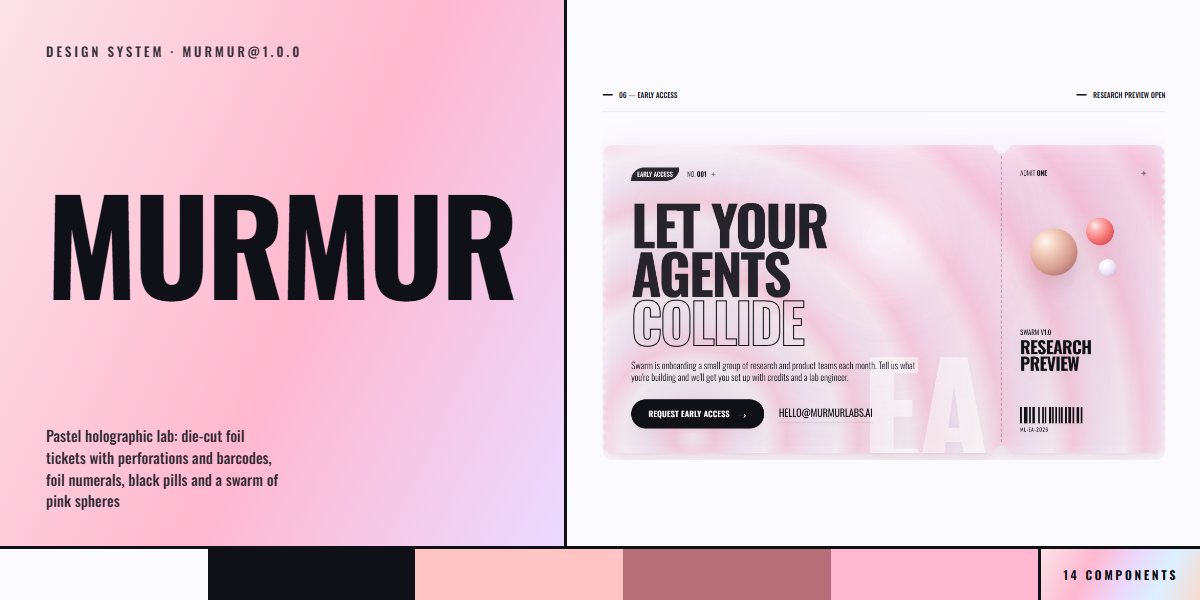 DESIGN SYSTEM · MURMUR@1.0.0
MURMUR
Pastel holographic lab: die-cut foil
tickets with perforations and barcodes,
foil numerals, black pills and a swarm of
pink spheres
06 — EARLY ACCESS
RESEARCH PREVIEW OPEN
EARLY ACCESS
NO. 001 +
LET YOUR
AGENTS
COLLIDE
Swarm is onboarding a small group of research and product teams each month. Tell us what
you're building and we'll get you set up with credits and a lab engineer.
REQUEST EARLY ACCESS ›
HELLO@MURMURLABS.AI
EA
ADMIT ONE
+
SWARM V1.0
RESEARCH
PREVIEW
ML-EA-2026
14 COMPONENTS